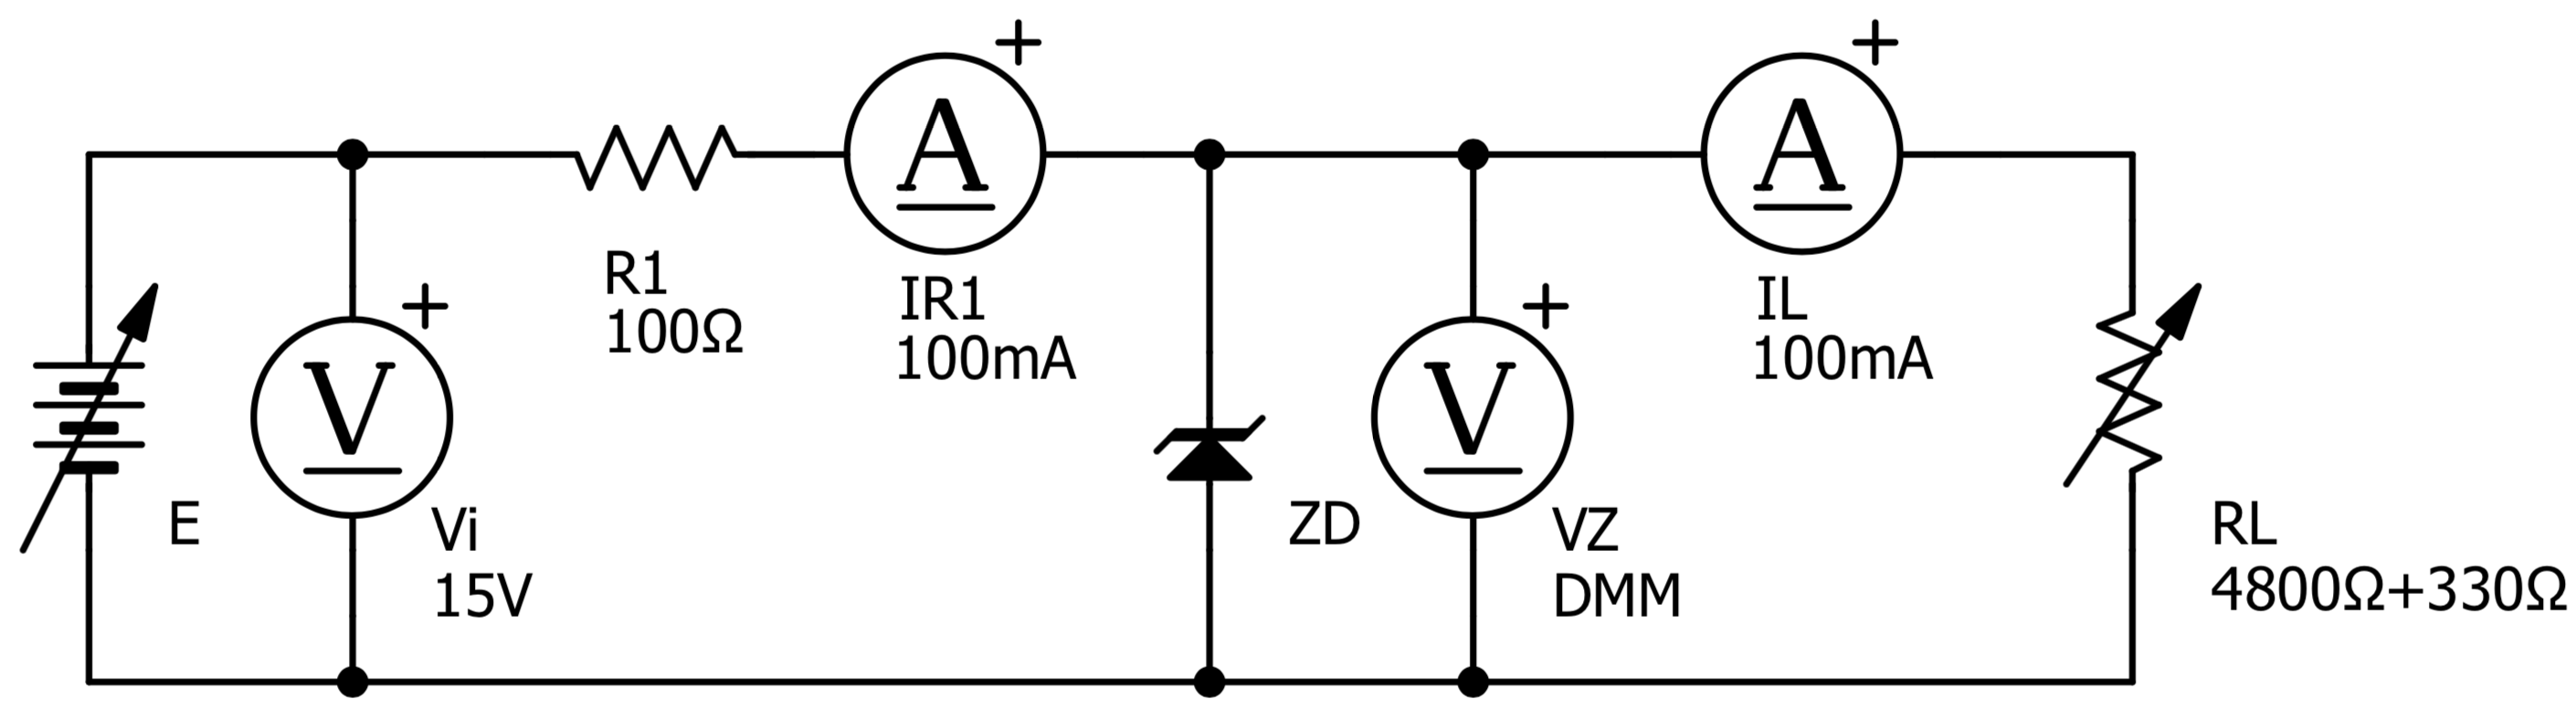 +
+
A
A
R1
100Ω
IR1
100mA
IL
100mA
+
+
V
V
E
Vi
15V
ZD
VZ
DMM
RL
4800Ω+330Ω